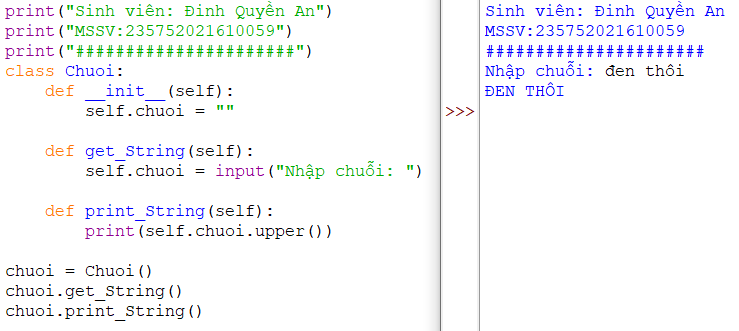 print("Sinh viên: Đinh Quyền An")
print("MSSV:235752021610059")
print("######################")
class Chuoi:
    def __init__(self):
        self.chuoi = ""
    def get_String(self):
        self.chuoi = input("Nhập chuỗi: ")
    def print_String(self):
        print(self.chuoi.upper())
chuoi = Chuoi()
chuoi.get_String()
chuoi.print_String()
Sinh viên: Đinh Quyền An
MSSV:235752021610059
######################
Nhập chuỗi: đen thôi
ĐEN THÔI
>>>